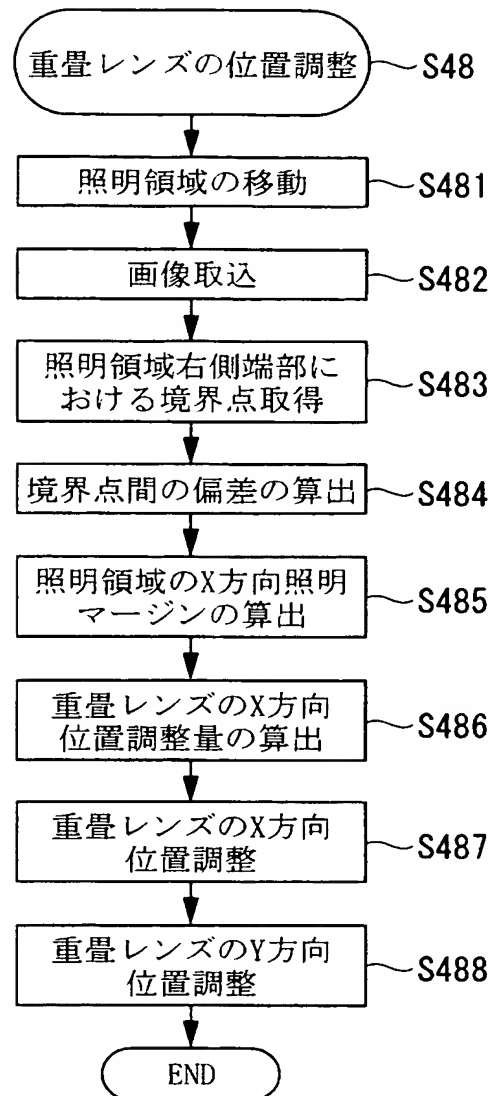 重畳レンズの位置調整 S48
照明領域の移動 S481
画像取込 S482
照明領域右側端部に
おける境界点取得 S483
境界点間の偏差の算出 S484
照明領域のX方向照明
マージンの算出 S485
重畳レンズのX方向
位置調整量の算出 S486
重畳レンズのX方向
位置調整 S487
重畳レンズのY方向
位置調整 S488
END